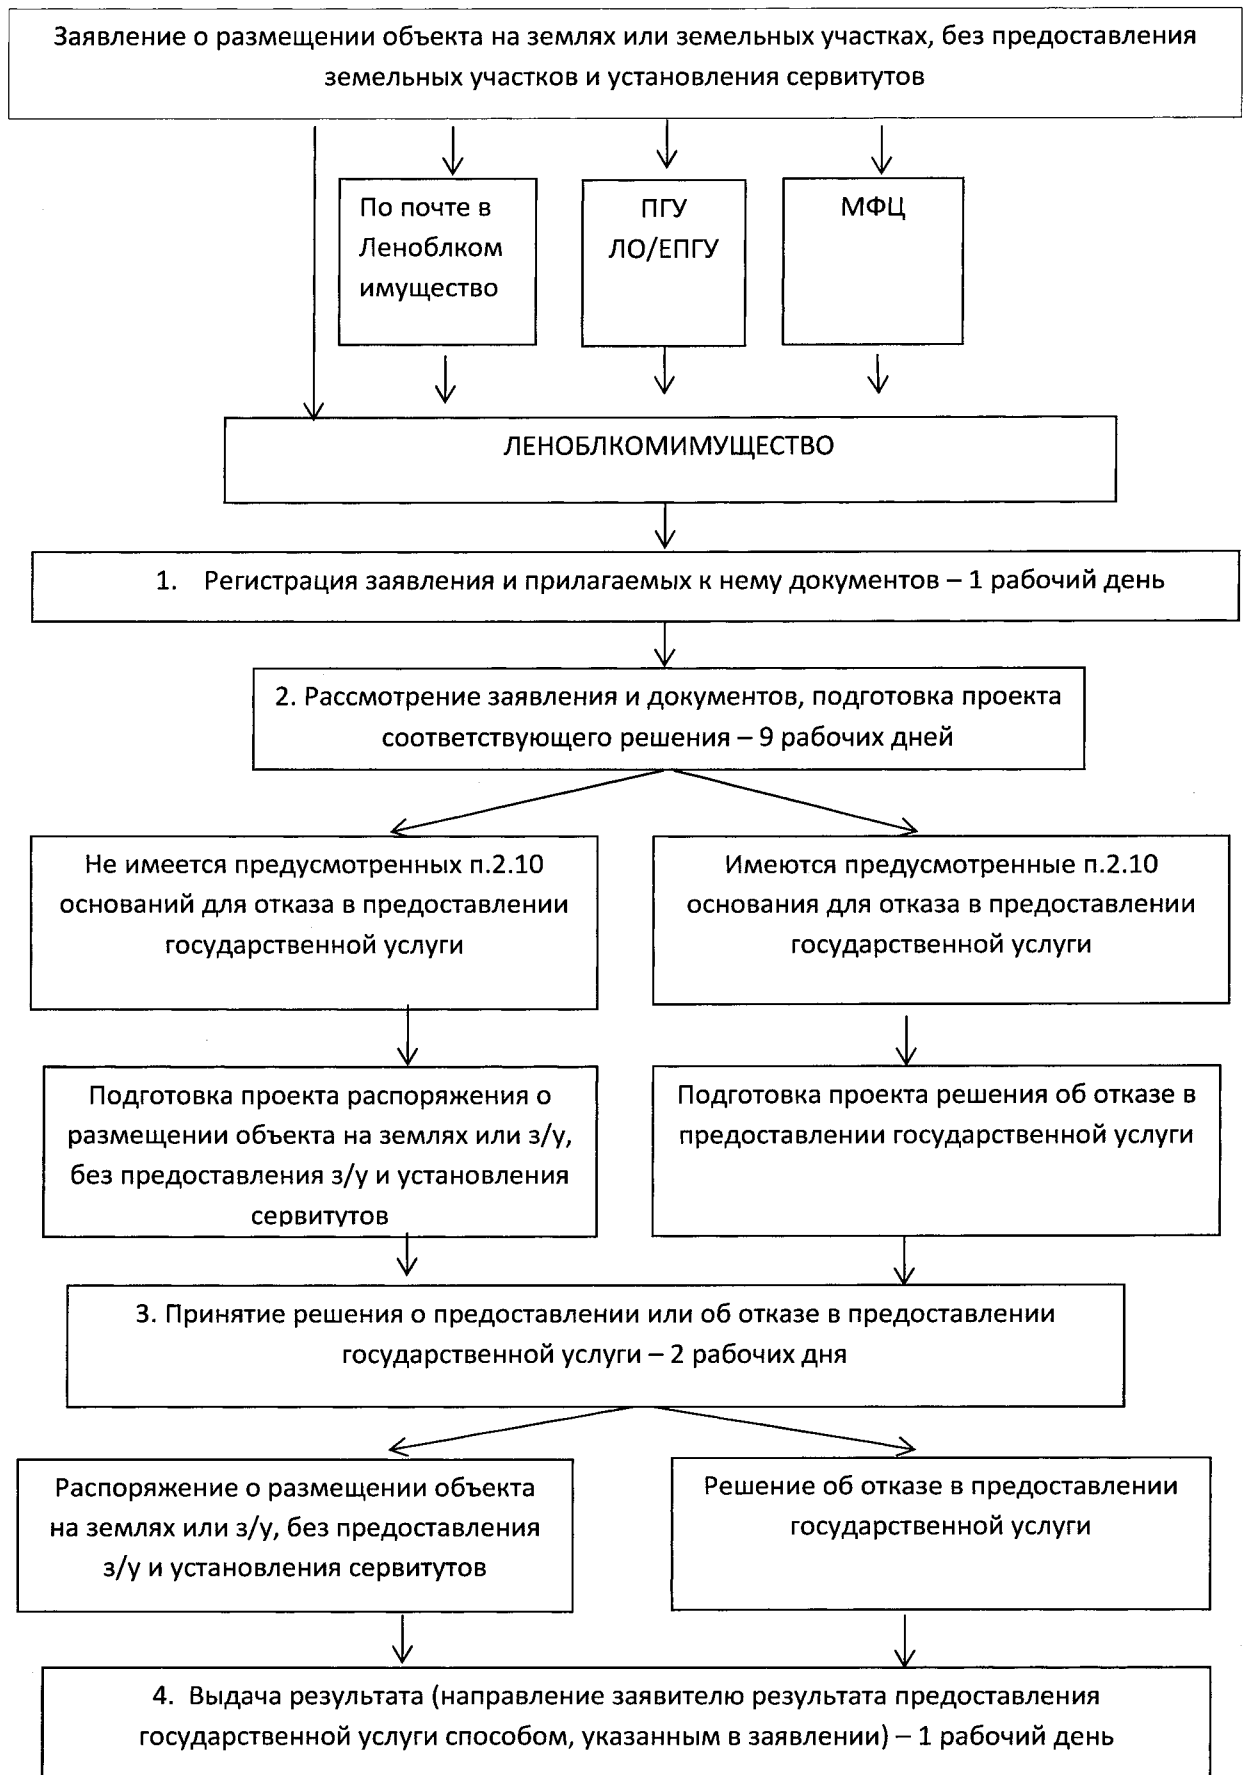 Заявление о размещении объекта на землях или земельных участках, без предоставления
земельных участков и установления сервитутов
По почте в
Леноблком
имущество
ПГУ
ЛО/ЕПГУ
МФЦ
ЛЕНОБЛКОМИМУЩЕСТВО
1. Регистрация заявления и прилагаемых к нему документов – 1 рабочий день
2. Рассмотрение заявления и документов, подготовка проекта
соответствующего решения – 9 рабочих дней
Не имеется предусмотренных п.2.10
оснований для отказа в предоставлении
государственной услуги
Имеются предусмотренные п.2.10
основания для отказа в предоставлении
государственной услуги
Подготовка проекта распоряжения о
размещении объекта на землях или з/у,
без предоставления з/у и установления
сервитутов
Подготовка проекта решения об отказе в
предоставлении государственной услуги
3. Принятие решения о предоставлении или об отказе в предоставлении
государственной услуги – 2 рабочих дня
Распоряжение о размещении объекта
на землях или з/у, без предоставления
з/у и установления сервитутов
Решение об отказе в предоставлении
государственной услуги
4. Выдача результата (направление заявителю результата предоставления
государственной услуги способом, указанным в заявлении) – 1 рабочий день